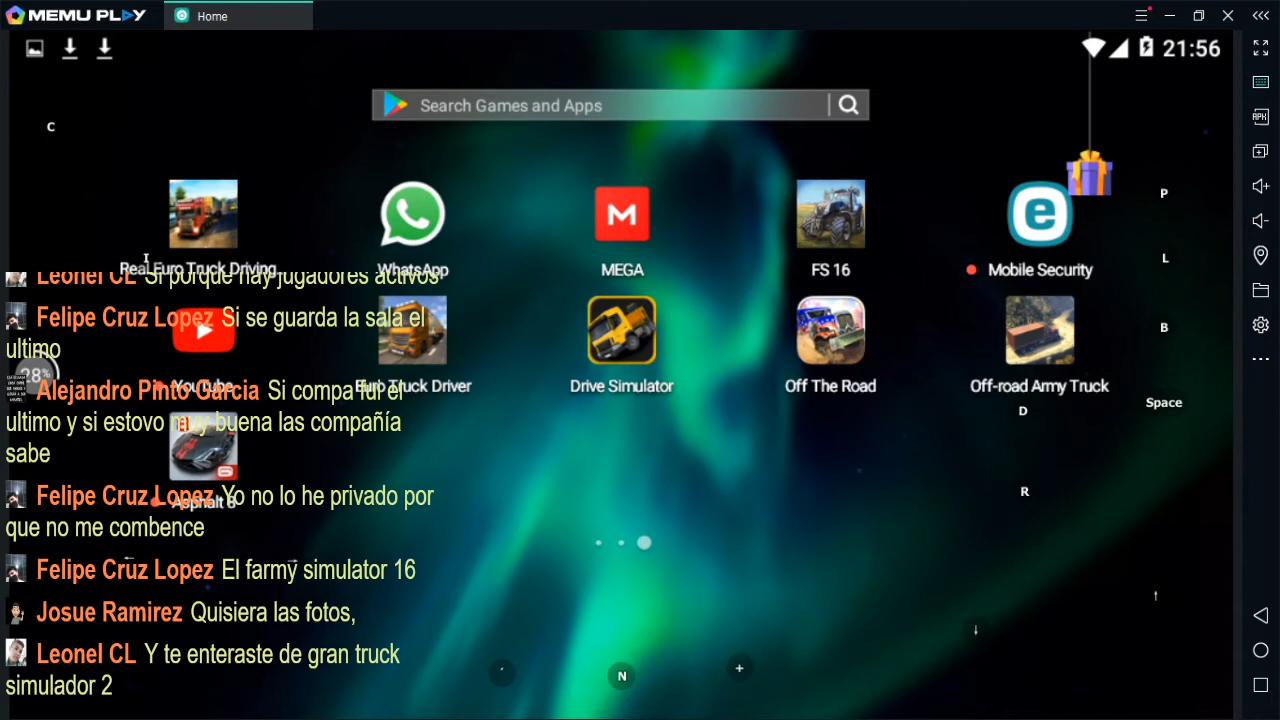 MEMU PLAY
Home
21:56
Search Games and Apps
C
P
Real Euro Truck Driving
WhatsApp
MEGA
FS 16
Mobile Security
L
Leonel CL Si porque hay jugadores activos
Felipe Cruz Lopez Si se guarda la sala el
ultimo
B
28%
YouTube
Euro Truck Driver
Drive Simulator
Off The Road
Off-road Army Truck
Alejandro Pinto Garcia Si compa fui el
ultimo y si estovo muy buena las compañía
sabe
D
Space
Felipe Cruz Lopez Yo no lo he privado por
que no me combence
Asphalt 8
R
Felipe Cruz Lopez El farmy simulator 16
Josue Ramirez Quisiera las fotos,
Leonel CL Y te enteraste de gran truck
simulador 2
N
+
APK